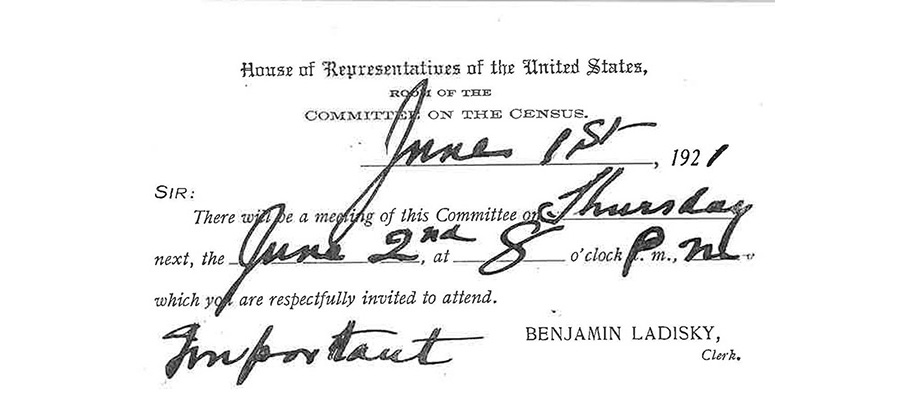 House of Representatives of the United States,
ROOM OF THE
COMMITTEE ON THE CENSUS.
June 1st, 1921
SIR:
There will be a meeting of this Committee on Thursday
next, the June 2nd, at 8 o'clock P. m., M
which you are respectfully invited to attend.
Important
BENJAMIN LADISKY,
Clerk.